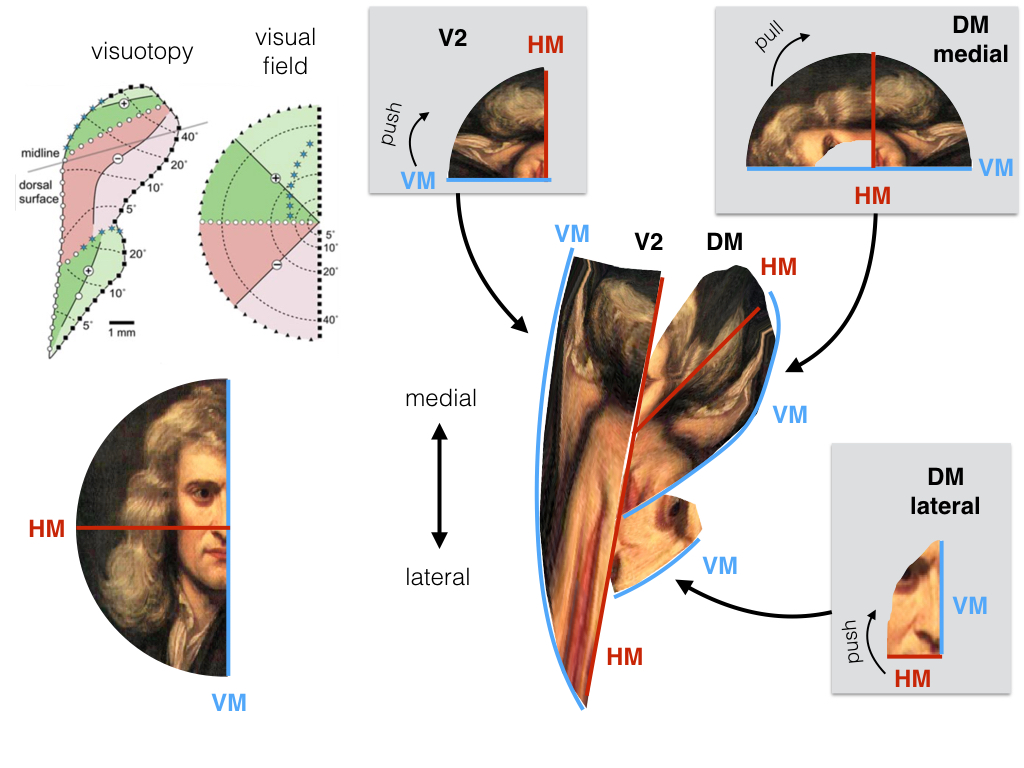 visuotopy
visual
field
+
40˚
midline
−
20˚
dorsal
surface
10˚
5˚
20˚
+
10˚
5˚
1 mm
+
5˚
10˚
−
20˚
40˚
V2
HM
push
VM
pull
DM
medial
VM
HM
VM
V2
DM
HM
VM
medial
lateral
VM
HM
HM
VM
DM
lateral
VM
push
HM